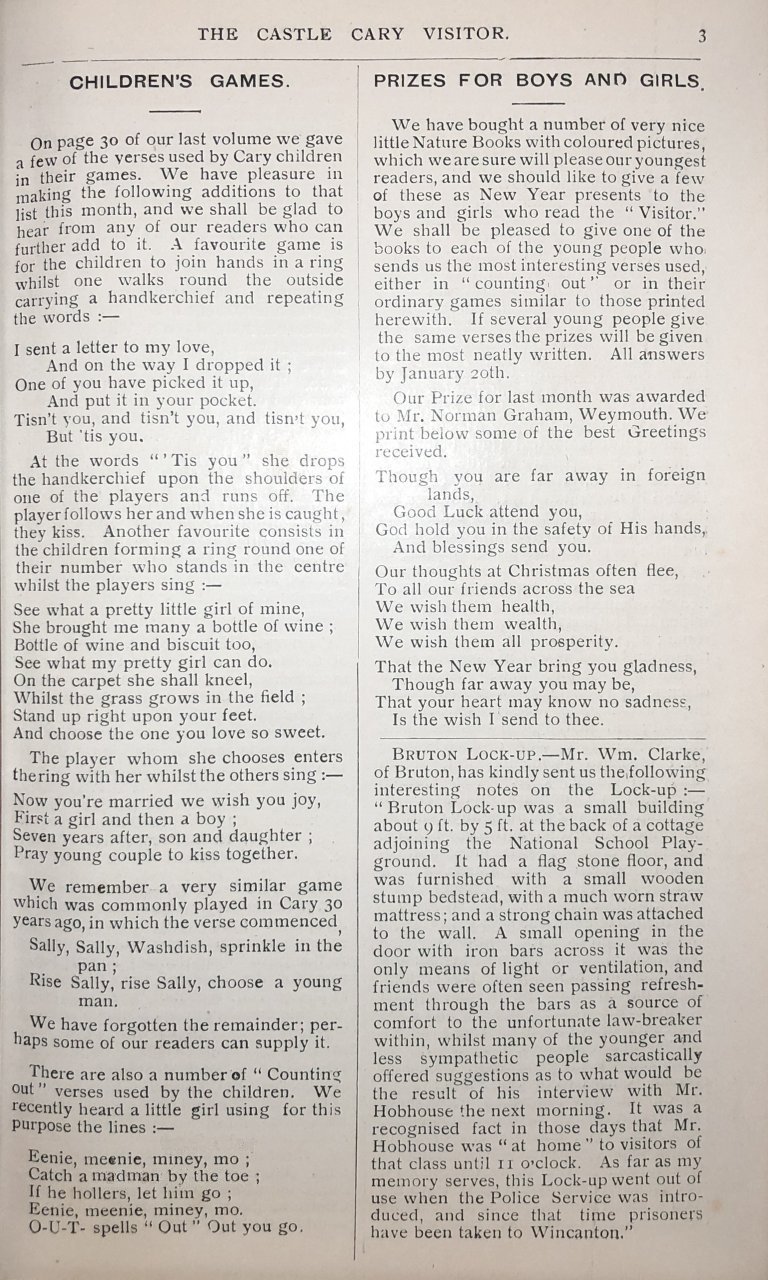 THE CASTLE CARY VISITOR. 3
CHILDREN'S GAMES.
On page 30 of our last volume we gave
a few of the verses used by Cary children
in their games. We have pleasure in
making the following additions to that
list this month, and we shall be glad to
hear from any of our readers who can
further add to it. A favourite game is
for the children to join hands in a ring
whilst one walks round the outside
carrying a handkerchief and repeating
the words :—
I sent a letter to my love,
And on the way I dropped it ;
One of you have picked it up,
And put it in your pocket.
Tisn't you, and tisn't you, and tisn't you,
But 'tis you.
At the words "'Tis you" she drops
the handkerchief upon the shoulders of
one of the players and runs off. The
player follows her and when she is caught,
they kiss. Another favourite consists in
the children forming a ring round one of
their number who stands in the centre
whilst the players sing :—
See what a pretty little girl of mine,
She brought me many a bottle of wine ;
Bottle of wine and biscuit too,
See what my pretty girl can do.
On the carpet she shall kneel,
Whilst the grass grows in the field ;
Stand up right upon your feet.
And choose the one you love so sweet.
The player whom she chooses enters
thering with her whilst the others sing :—
Now you're married we wish you joy,
First a girl and then a boy ;
Seven years after, son and daughter ;
Pray young couple to kiss together.
We remember a very similar game
which was commonly played in Cary 30
years ago, in which the verse commenced,
Sally, Sally, Washdish, sprinkle in the
pan ;
Rise Sally, rise Sally, choose a young
man.
We have forgotten the remainder; per-
haps some of our readers can supply it.
There are also a number of "Counting
out" verses used by the children. We
recently heard a little girl using for this
purpose the lines :—
Eenie, meenie, miney, mo ;
Catch a madman by the toe ;
If he hollers, let him go ;
Eenie, meenie, miney, mo.
O-U-T- spells "Out" Out you go.
PRIZES FOR BOYS AND GIRLS.
We have bought a number of very nice
little Nature Books with coloured pictures,
which we are sure will please our youngest
readers, and we should like to give a few
of these as New Year presents to the
boys and girls who read the "Visitor."
We shall be pleased to give one of the
books to each of the young people who
sends us the most interesting verses used,
either in "counting out" or in their
ordinary games similar to those printed
herewith. If several young people give
the same verses the prizes will be given
to the most neatly written. All answers
by January 20th.
Our Prize for last month was awarded
to Mr. Norman Graham, Weymouth. We
print below some of the best Greetings
received.
Though you are far away in foreign
lands,
Good Luck attend you,
God hold you in the safety of His hands,
And blessings send you.
Our thoughts at Christmas often flee,
To all our friends across the sea
We wish them health,
We wish them wealth,
We wish them all prosperity.
That the New Year bring you gladness,
Though far away you may be,
That your heart may know no sadness,
Is the wish I send to thee.
BRUTON LOCK-UP.—Mr. Wm. Clarke,
of Bruton, has kindly sent us the following
interesting notes on the Lock-up :—
"Bruton Lock-up was a small building
about 9 ft. by 5 ft. at the back of a cottage
adjoining the National School Play-
ground. It had a flag stone floor, and
was furnished with a small wooden
stump bedstead, with a much worn straw
mattress; and a strong chain was attached
to the wall. A small opening in the
door with iron bars across it was the
only means of light or ventilation, and
friends were often seen passing refresh-
ment through the bars as a source of
comfort to the unfortunate law-breaker
within, whilst many of the younger and
less sympathetic people sarcastically
offered suggestions as to what would be
the result of his interview with Mr.
Hobhouse the next morning. It was a
recognised fact in those days that Mr.
Hobhouse was "at home" to visitors of
that class until 11 o'clock. As far as my
memory serves, this Lock-up went out of
use when the Police Service was intro-
duced, and since that time prisoners
have been taken to Wincanton."